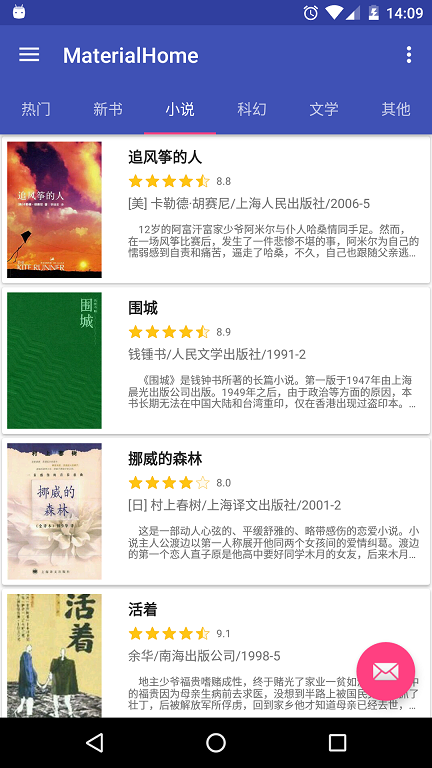 14:09
MaterialHome
热门 新书 小说 科幻 文学 其他
追风筝的人
THE
KITE RUNNER
追风筝的人
8.8
[美] 卡勒德·胡赛尼/上海人民出版社/2006-5
12岁的阿富汗富家少爷阿米尔与仆人哈桑情同手足。然而，
在一场风筝比赛后，发生了一件悲惨不堪的事，阿米尔为自己的
懦弱感到自责和痛苦，逼走了哈桑，不久，自己也跟随父亲逃...
围城
围城
8.9
钱锺书/人民文学出版社/1991-2
《围城》是钱钟书所著的长篇小说。第一版于1947年由上海
晨光出版公司出版。1949年之后，由于政治等方面的原因，本
书长期无法在中国大陆和台湾重印，仅在香港出现过盗印本。...
村上春树
挪威的
森林
挪威的森林
8.0
[日] 村上春树/上海译文出版社/2001-2
这是一部动人心弦的、平缓舒雅的、略带感伤的恋爱小说。小
说主人公渡边以第一人称展开他同两个女孩间的爱情纠葛。渡边
的第一个恋人直子原是他高中要好同学木月的女友，后来木月...
活着
活着
9.1
余华/南海出版公司/1998-5
地主少爷福贵嗜赌成性，终于赌光了家业一贫如 中
的福贵因为母亲生病前去求医，没想到半路上被国民 抓了
壮丁，后被解放军所俘虏，回到家乡他才知道母亲已经去世，...